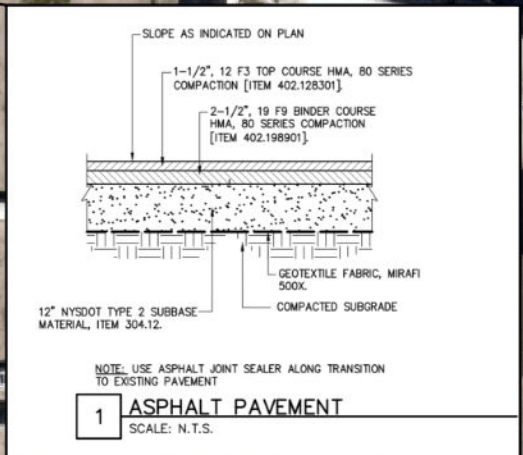 SLOPE AS INDICATED ON PLAN
1-1/2", 12 F3 TOP COURSE HMA, 80 SERIES
COMPACTION [ITEM 402.128301].
2-1/2", 19 F9 BINDER COURSE
HMA, 80 SERIES COMPACTION
[ITEM 402.198901].
GEOTEXTILE FABRIC, MIRAFI
500X.
COMPACTED SUBGRADE
12" NYSDOT TYPE 2 SUBBASE
MATERIAL, ITEM 304.12.
NOTE: USE ASPHALT JOINT SEALER ALONG TRANSITION
TO EXISTING PAVEMENT
1 ASPHALT PAVEMENT
SCALE: N.T.S.